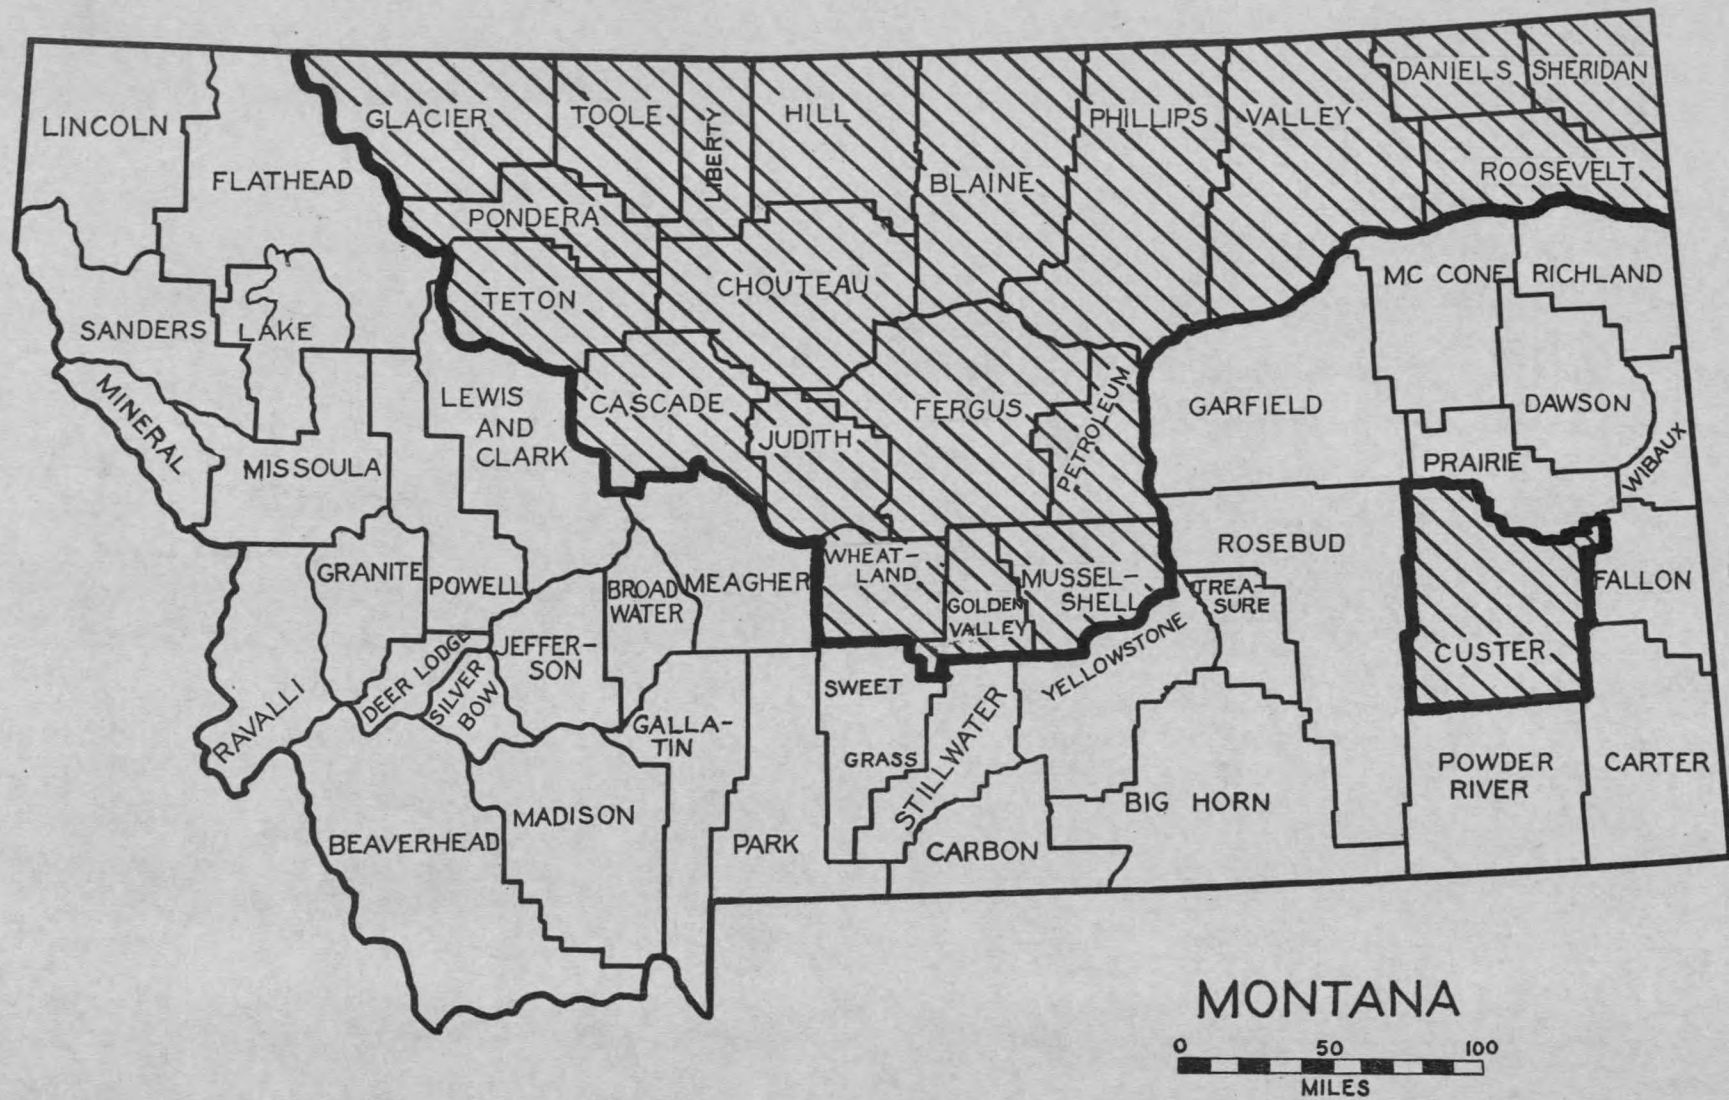 LINCOLN
FLATHEAD
GLACIER
TOOLE
LIBERTY
HILL
BLAINE
PHILLIPS
VALLEY
DANIELS
SHERIDAN
ROOSEVELT
PONDERA
TETON
CHOUTEAU
MC CONE
RICHLAND
SANDERS
LAKE
MINERAL
MISSOULA
LEWIS
AND
CLARK
CASCADE
JUDITH
FERGUS
PETROLEUM
GARFIELD
DAWSON
PRAIRIE
WIBAUX
GRANITE
POWELL
BROAD
WATER
MEAGHER
WHEAT-
LAND
GOLDEN
VALLEY
MUSSEL-
SHELL
ROSEBUD
TREA-
SURE
FALLON
CUSTER
RAVALLI
DEER LODGE
SILVER
BOW
JEFFER-
SON
GALLA-
TIN
SWEET
GRASS
STILLWATER
YELLOWSTONE
BIG HORN
POWDER
RIVER
CARTER
BEAVERHEAD
MADISON
PARK
CARBON
MONTANA
0 50 100
MILES